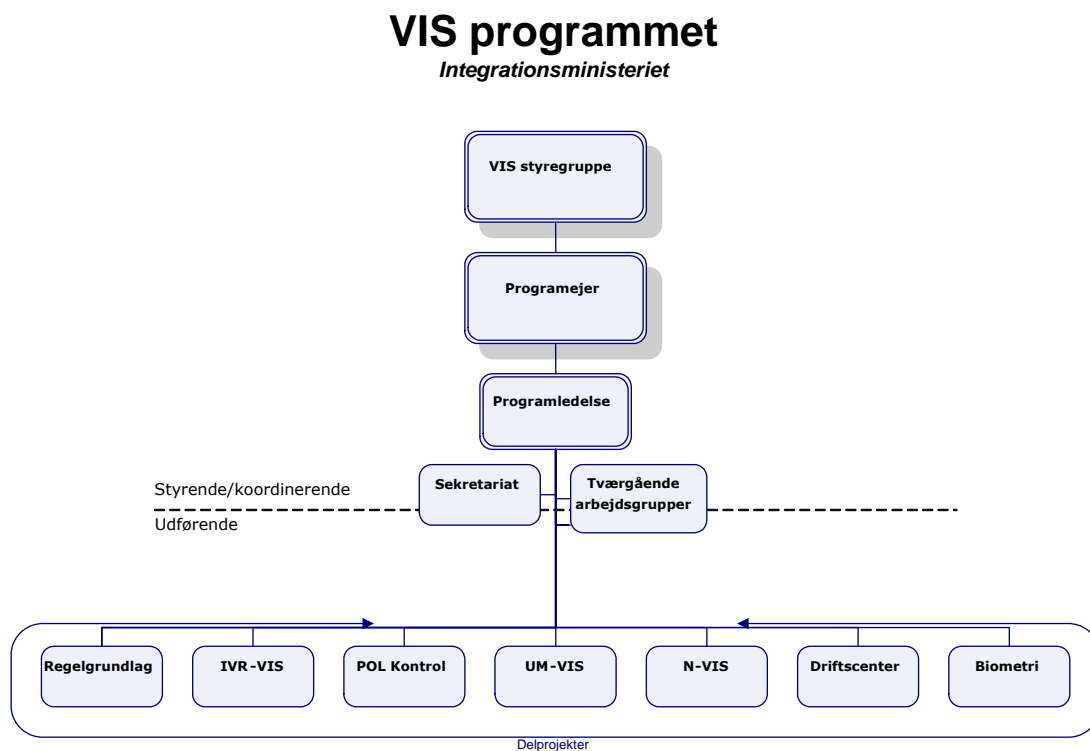 VIS programmet
Integrationsministeriet
VIS styregruppe
Programejer
Programledelse
Sekretariat
Tværgående
arbejdsgrupper
Styrende/koordinerende
Udførende
Regelgrundlag
IVR-VIS
POL Kontrol
UM-VIS
N-VIS
Driftscenter
Biometri
Delprojekter